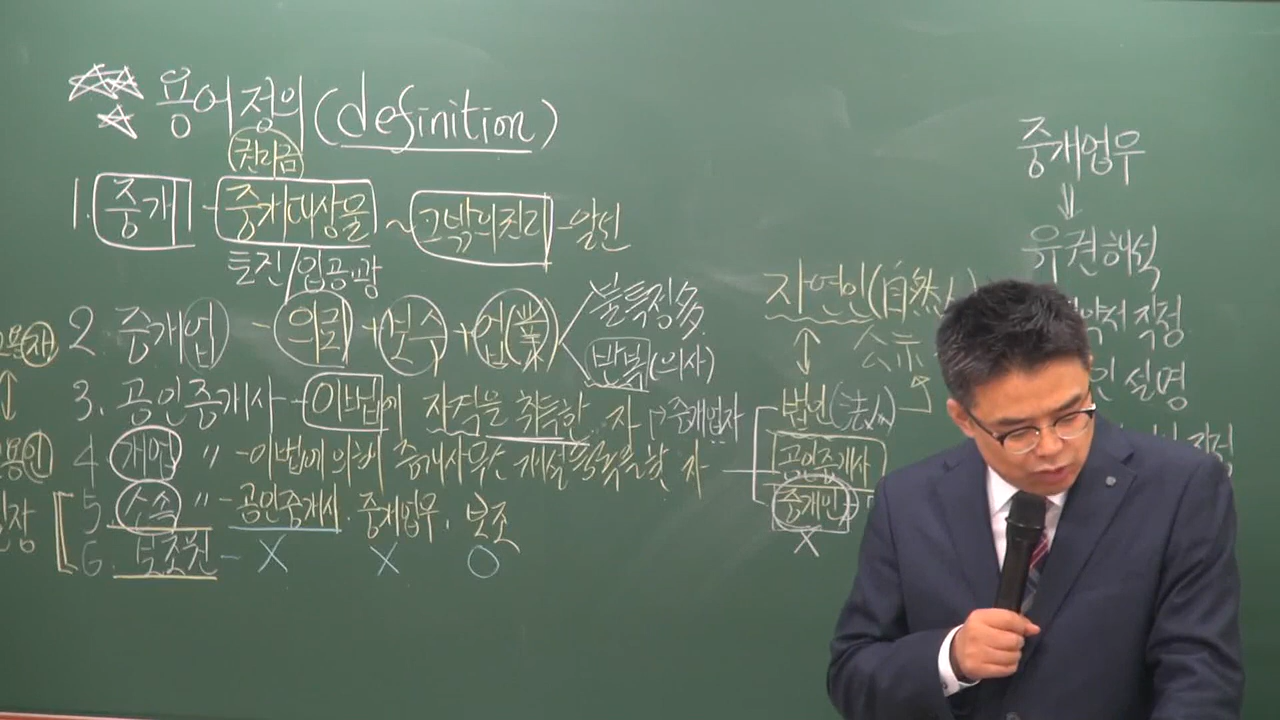 용어정의 (definition)
권리금
1. 중개 - 중개대상물 ~ 그밖의권리 - 알선
토건/입공·광
2. 중개업 - 의뢰 + 보수 + 업(業)
불특정多
반복 (의사)
3. 공인중개사 - 이법에 자격을 취득한 자
4 개업 〃 - 이법에 의해 중개사무소 개설등록을 한 자
중개업자
5 소속 〃 - 공인중개사. 중개업무. 보조
6. 보조원 - X X O
자연인(自然
公示
법인(法人)
공인중개사
중개인
X
중개업무
⇓
유권해석
작정
설명